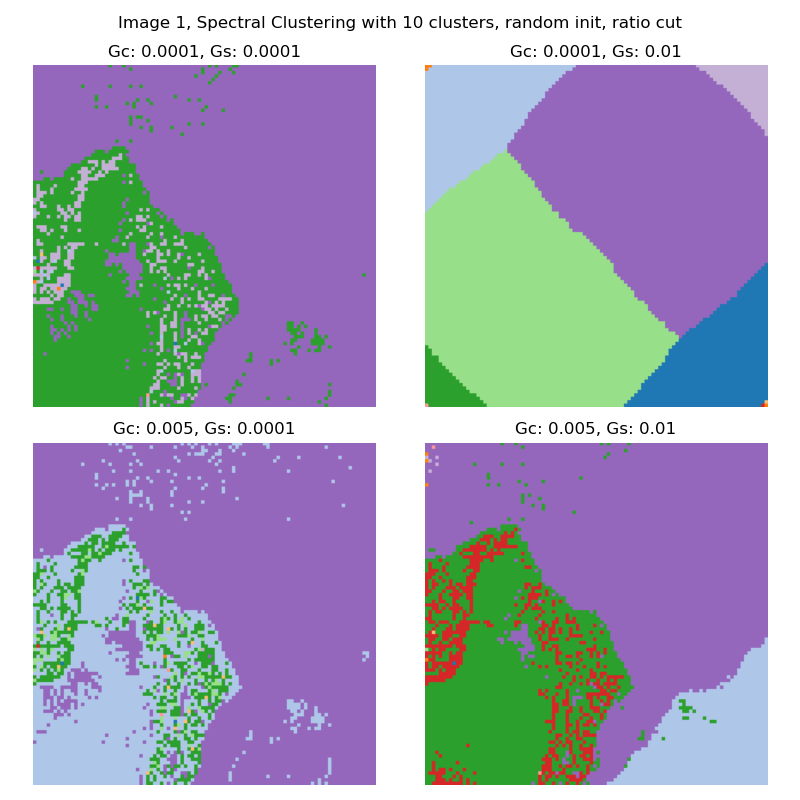 Image 1, Spectral Clustering with 10 clusters, random init, ratio cut
Gc: 0.0001, Gs: 0.0001
Gc: 0.0001, Gs: 0.01
Gc: 0.005, Gs: 0.0001
Gc: 0.005, Gs: 0.01